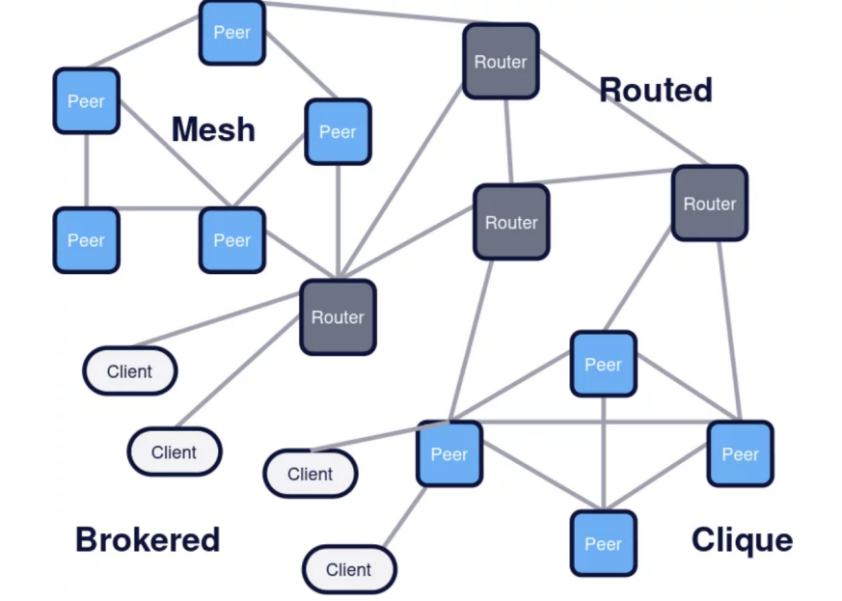 Peer
Router
Peer
Routed
Mesh
Peer
Router
Router
Peer
Peer
Router
Client
Peer
Client
Client
Peer
Peer
Brokered
Peer
Clique
Client